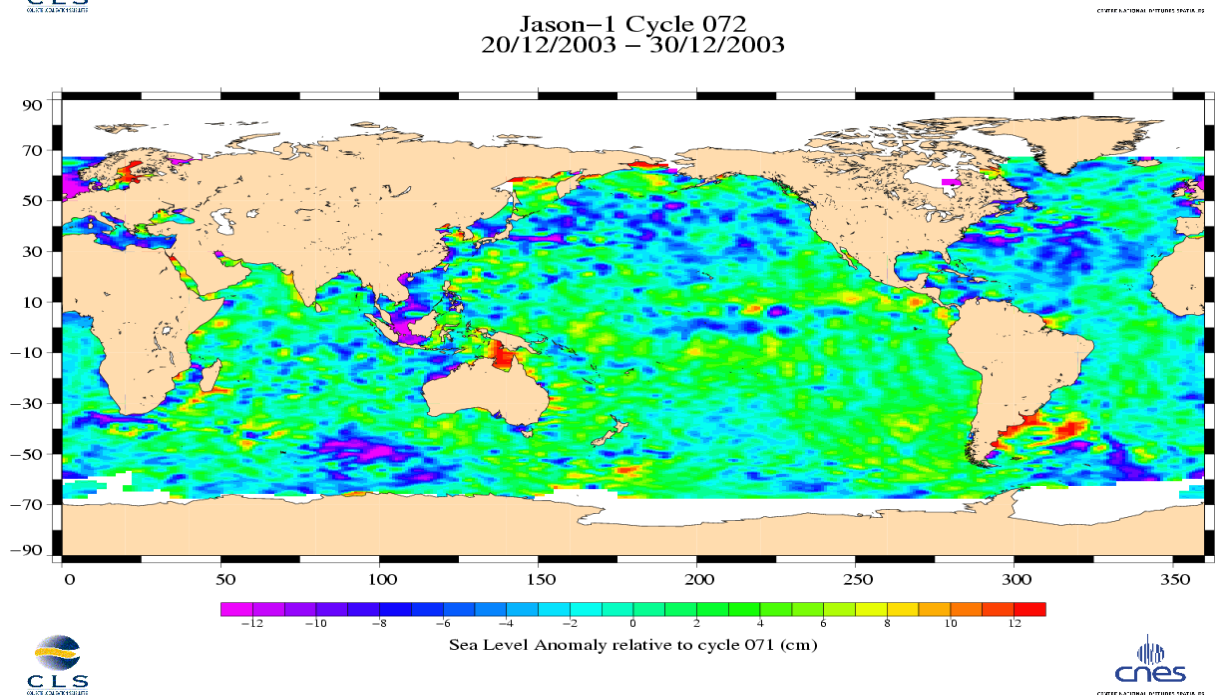 Jason−1 Cycle 072
20/12/2003 − 30/12/2003
90
70
50
30
10
−10
−30
−50
−70
−90
0 50 100 150 200 250 300 350
−12 −10 −8 −6 −4 −2 0 2 4 6 8 10 12
Sea Level Anomaly relative to cycle 071 (cm)
CLS
cnes